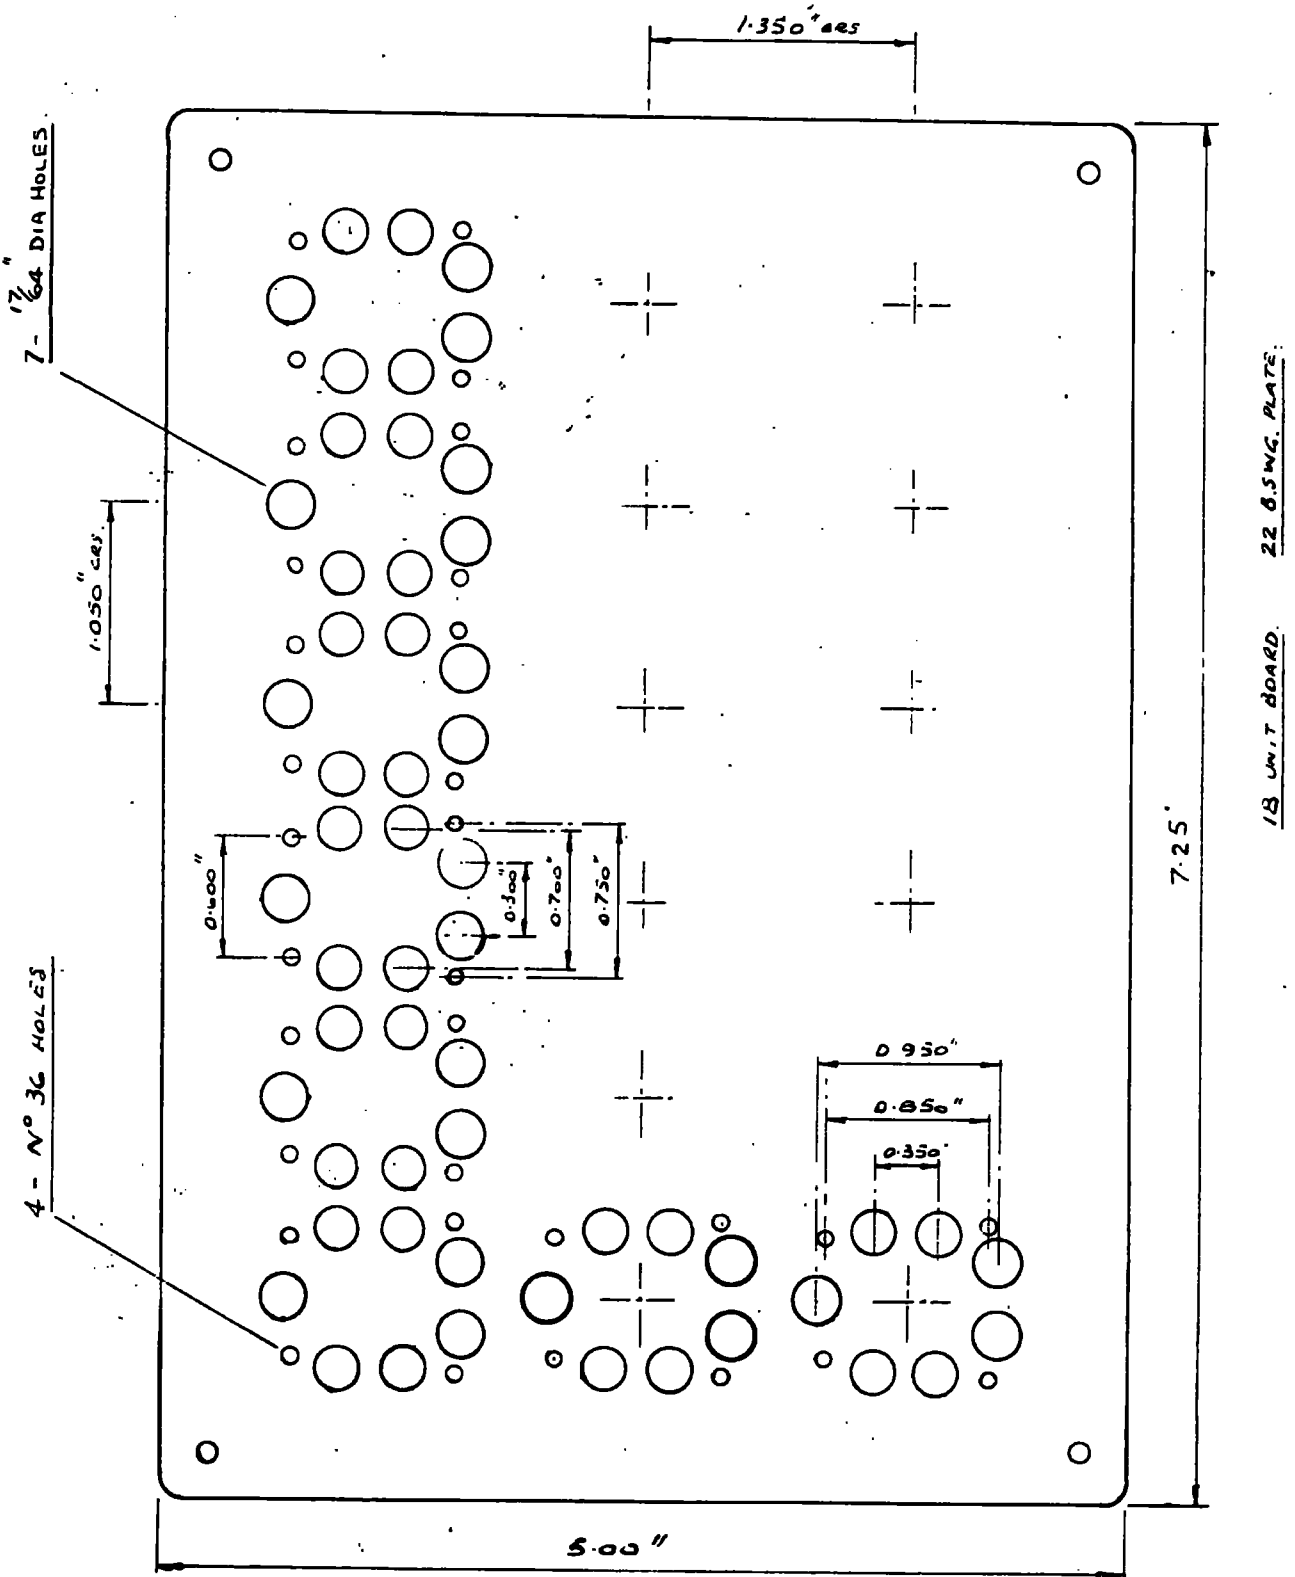 1·350" CRS
7- 17/64" DIA HOLES.
1·050" CRS.
0·600"
0·300"
0·700"
0·750"
4 - Nº 36 HOLES
0 950"
0·850"
0·350"
7·25"
5·00"
18 UNIT BOARD. 22 B.S.W.G. PLATE.